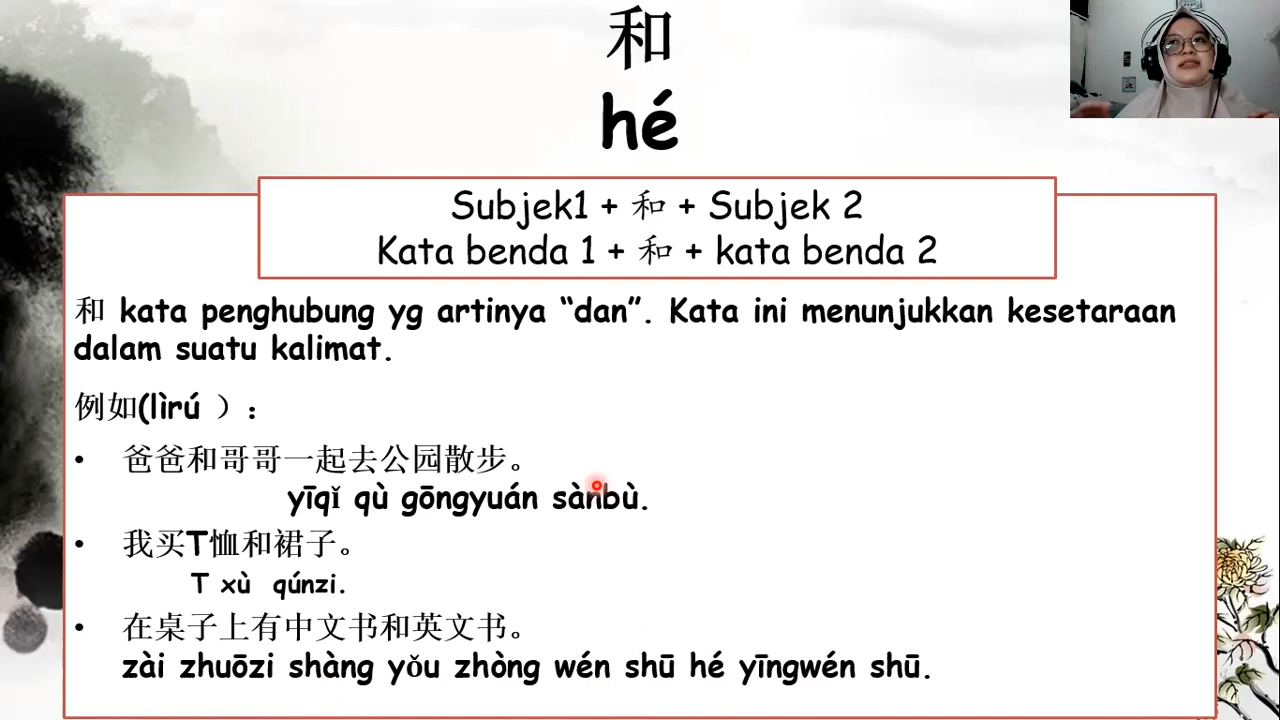 和
hé
Subjek1 + 和 + Subjek 2
Kata benda 1 + 和 + kata benda 2
和 kata penghubung yg artinya “dan”. Kata ini menunjukkan kesetaraan
dalam suatu kalimat.
例如(lìrú ）：
• 爸爸和哥哥一起去公园散步。
yīqǐ qù gōngyuán sànbù.
• 我买T恤和裙子。
T xù qúnzi.
• 在桌子上有中文书和英文书。
zài zhuōzi shàng yǒu zhòng wén shū hé yīngwén shū.